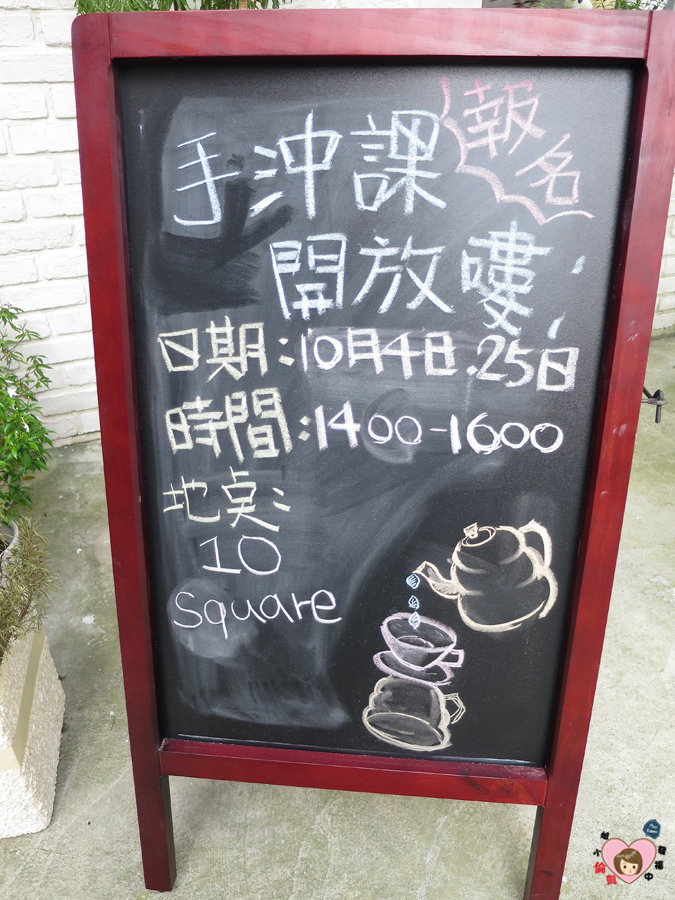 手沖課
報名
開放嘍!
日期:10月4日.25日
時間:1400-1600
地点:
10
Square